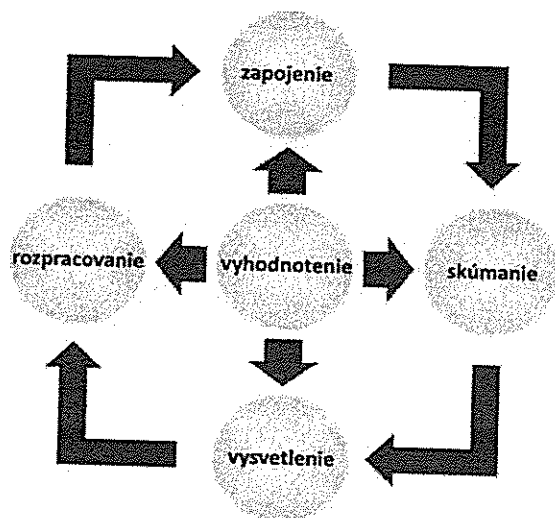 zapojenie
rozpracovanie
vyhodnotenie
skúmanie
vysvetlenie